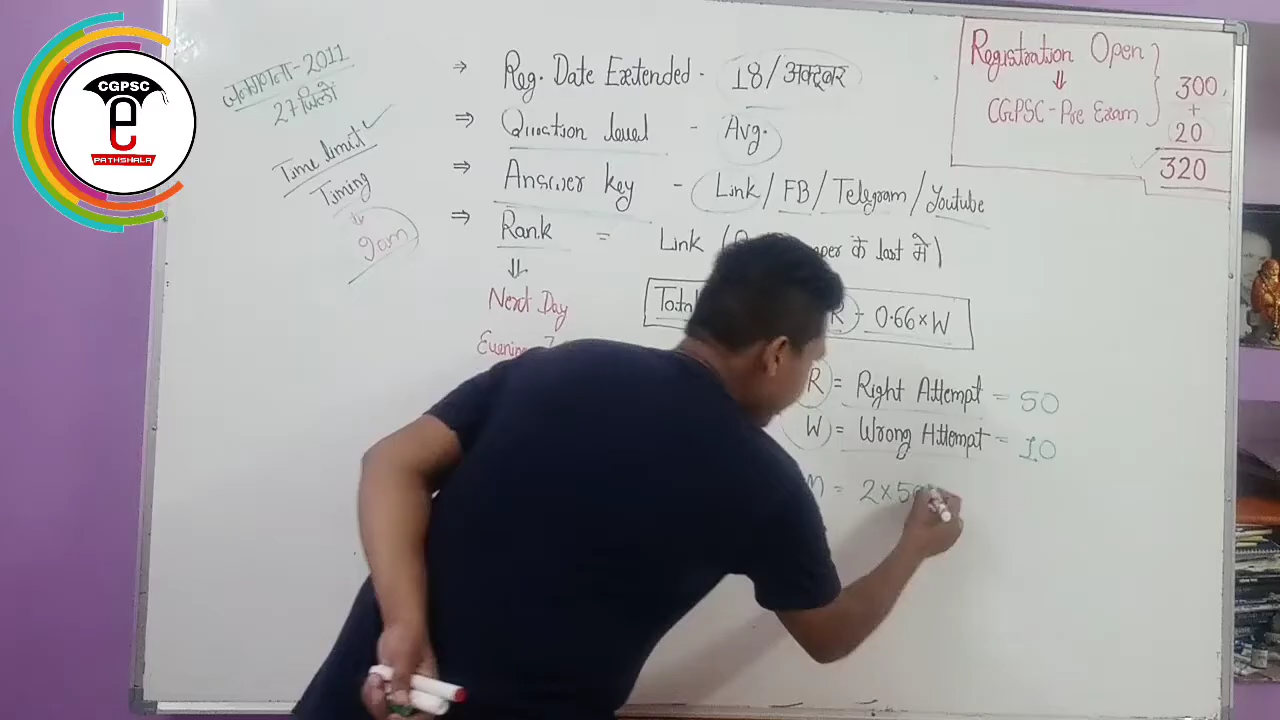 CGPSC
e
PATHSHALA
जनगणना-2011
27 जिलों
Time limit
Timing
9am
⇒ Reg. Date Extended - 18/अक्टूबर
⇒ Question level - Avg.
⇒ Answer key - Link/FB/Telegram/Youtube
⇒ Rank = Link ( के last में)
⇓
Next Day
Evening
Total R - 0.66×W
R = Right Attempt = 50
W = Wrong Attempt = 10
= 2×5
Registration Open
⇓
CGPSC-Pre Exam
300
+
20
320